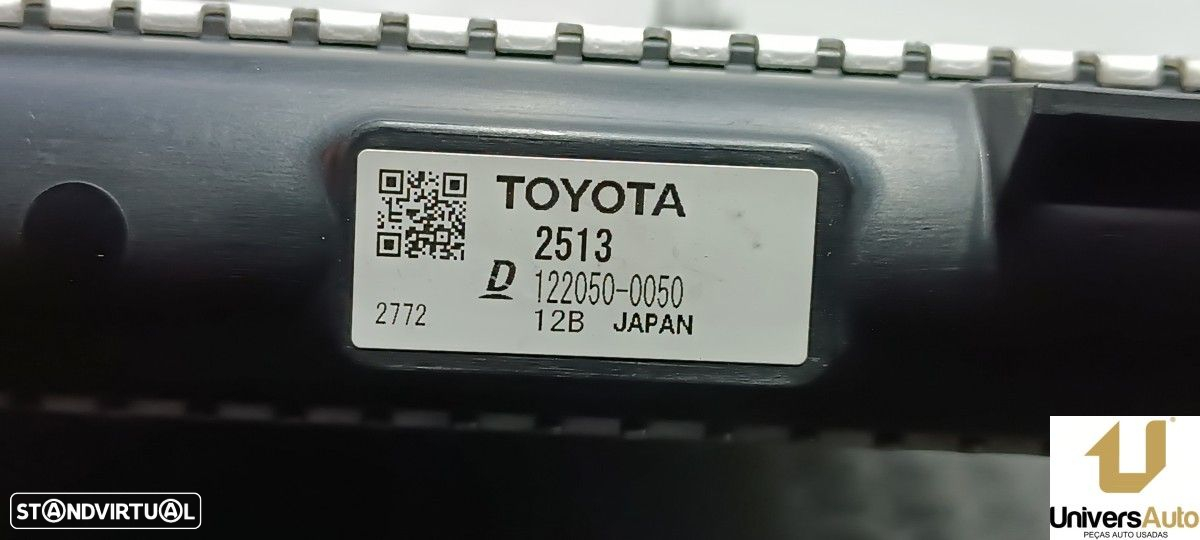 TOYOTA
2513
D 122050-0050
2772
12B JAPAN
STANDVIRTUAL
UniversAuto
PEÇAS AUTO USADAS